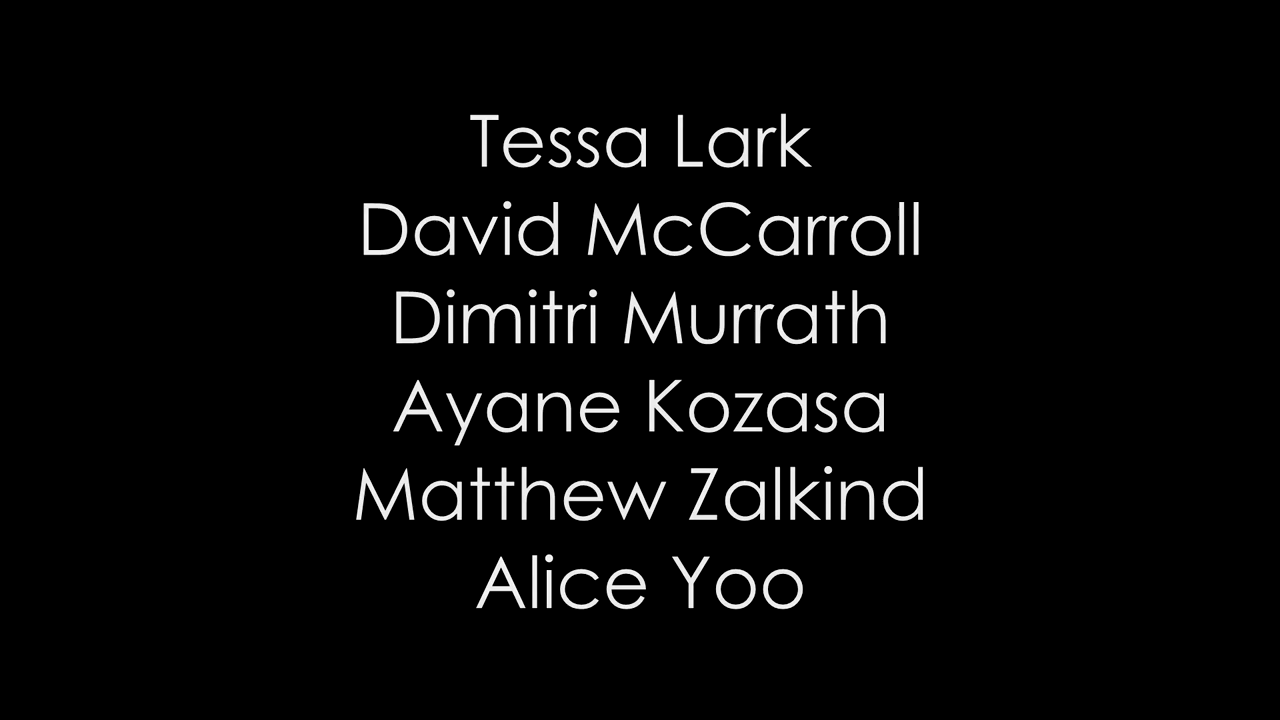 Tessa Lark
David McCarroll
Dimitri Murrath
Ayane Kozasa
Matthew Zalkind
Alice Yoo